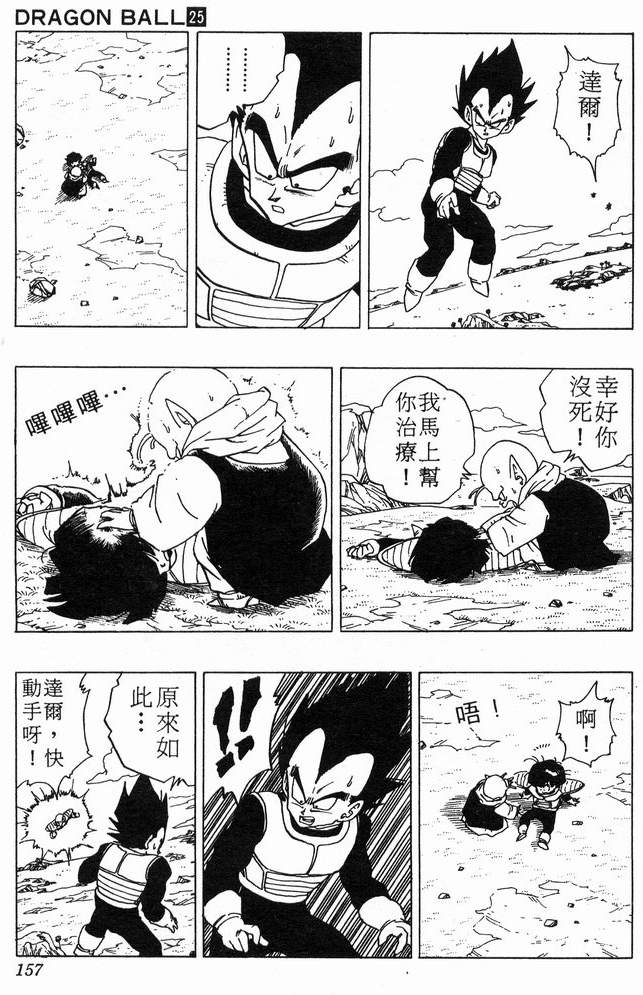 DRAGON BALL 25
達爾！
……
……
幸好你
沒死！
我馬上幫
你治療！
嗶嗶嗶…
啊！
唔！
!!
原來如
此…
達爾，快
動手呀！
157